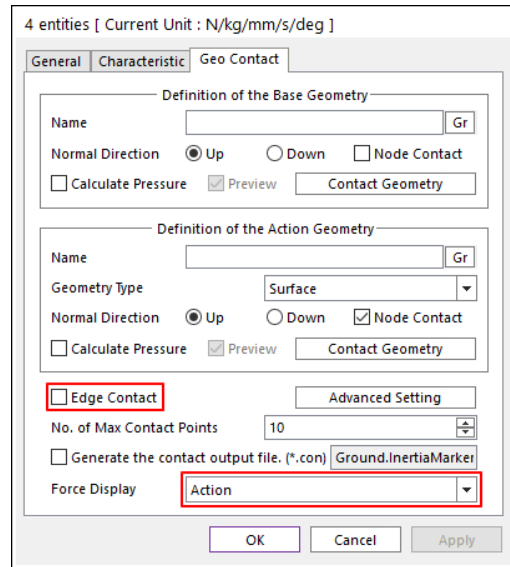 4 entities [ Current Unit : N/kg/mm/s/deg ]
General Characteristic Geo Contact
Definition of the Base Geometry
Name Gr
Normal Direction Up Down Node Contact
Calculate Pressure Preview Contact Geometry
Definition of the Action Geometry
Name Gr
Geometry Type Surface
Normal Direction Up Down Node Contact
Calculate Pressure Preview Contact Geometry
Edge Contact Advanced Setting
No. of Max Contact Points 10
Generate the contact output file. (*.con) Ground.InertiaMarker
Force Display Action
OK Cancel Apply